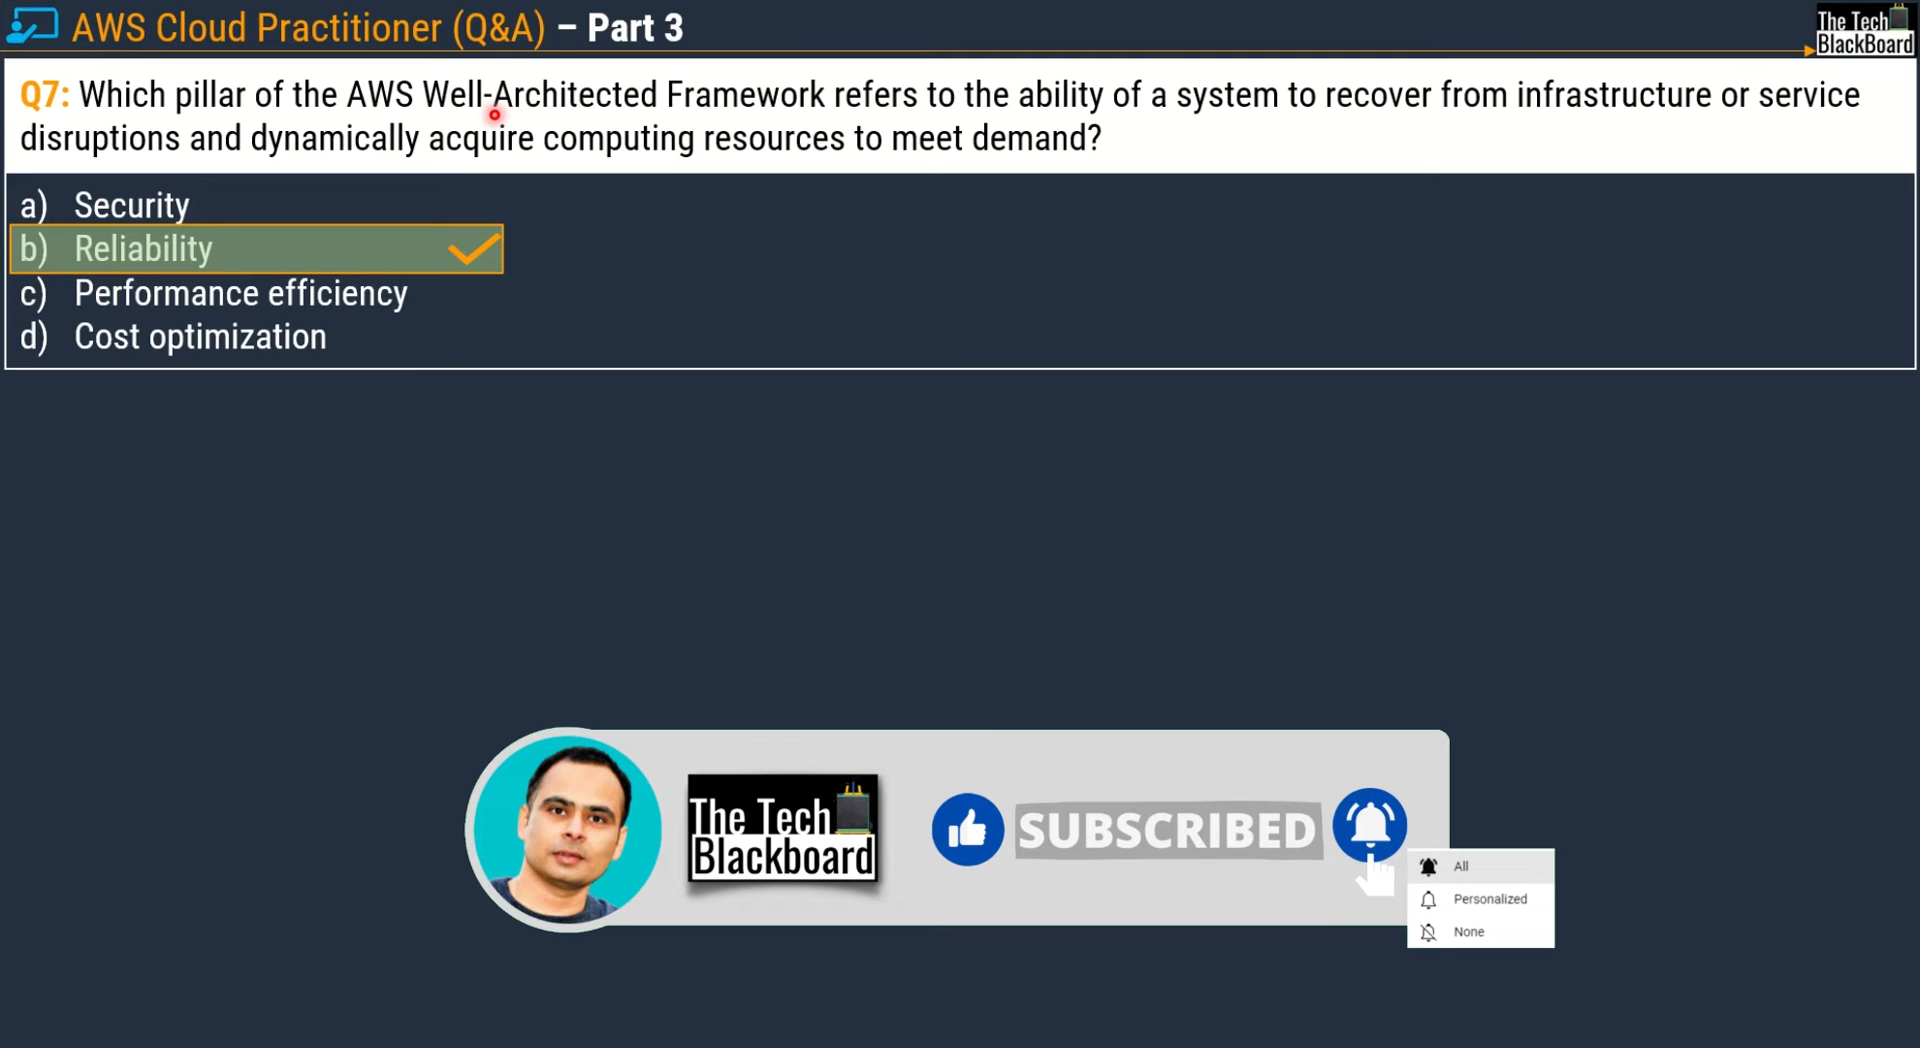 AWS Cloud Practitioner (Q&A) – Part 3
The Tech
BlackBoard
Q7: Which pillar of the AWS Well-Architected Framework refers to the ability of a system to recover from infrastructure or service
disruptions and dynamically acquire computing resources to meet demand?
a) Security
b) Reliability
c) Performance efficiency
d) Cost optimization
The Tech
Blackboard
SUBSCRIBED
All
Personalized
None